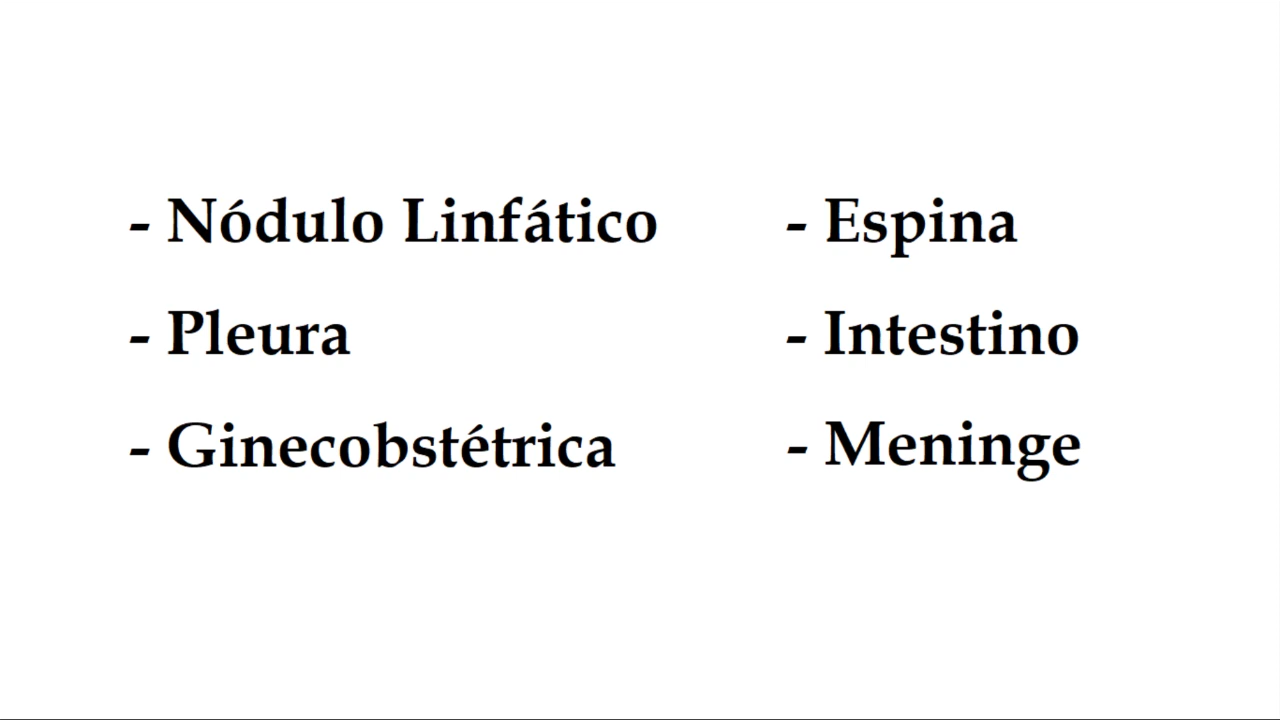 - Nódulo Linfático
- Pleura
- Ginecobstétrica
- Espina
- Intestino
- Meninge